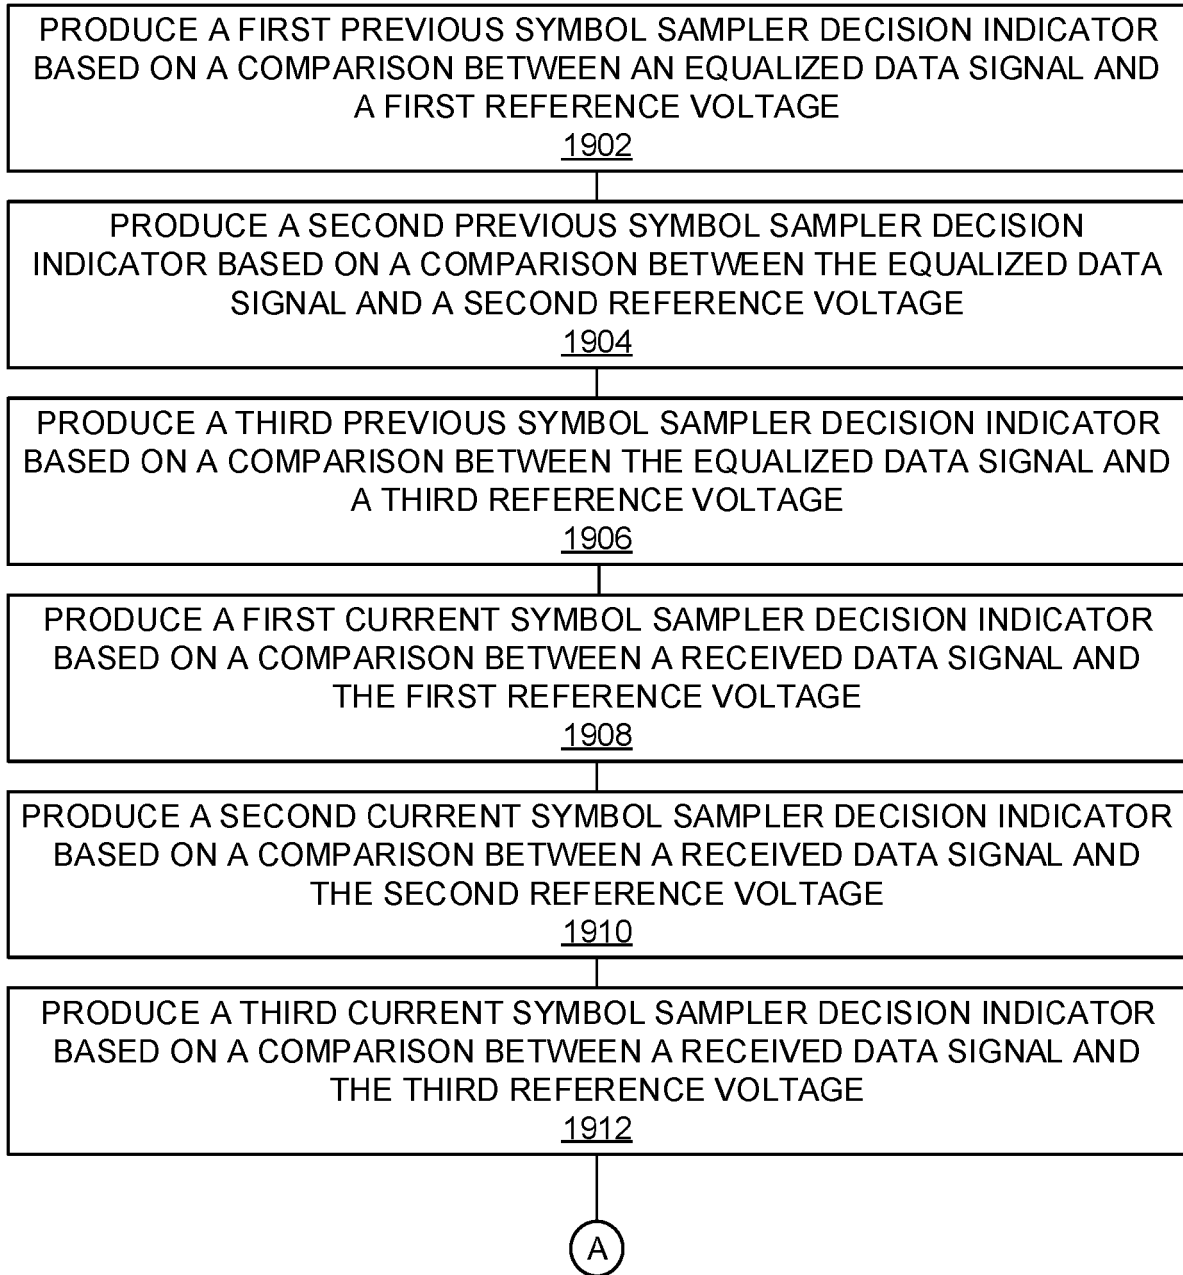 PRODUCE A FIRST PREVIOUS SYMBOL SAMPLER DECISION INDICATOR
BASED ON A COMPARISON BETWEEN AN EQUALIZED DATA SIGNAL AND
A FIRST REFERENCE VOLTAGE
1902
PRODUCE A SECOND PREVIOUS SYMBOL SAMPLER DECISION
INDICATOR BASED ON A COMPARISON BETWEEN THE EQUALIZED DATA
SIGNAL AND A SECOND REFERENCE VOLTAGE
1904
PRODUCE A THIRD PREVIOUS SYMBOL SAMPLER DECISION INDICATOR
BASED ON A COMPARISON BETWEEN THE EQUALIZED DATA SIGNAL AND
A THIRD REFERENCE VOLTAGE
1906
PRODUCE A FIRST CURRENT SYMBOL SAMPLER DECISION INDICATOR
BASED ON A COMPARISON BETWEEN A RECEIVED DATA SIGNAL AND
THE FIRST REFERENCE VOLTAGE
1908
PRODUCE A SECOND CURRENT SYMBOL SAMPLER DECISION INDICATOR
BASED ON A COMPARISON BETWEEN A RECEIVED DATA SIGNAL AND
THE SECOND REFERENCE VOLTAGE
1910
PRODUCE A THIRD CURRENT SYMBOL SAMPLER DECISION INDICATOR
BASED ON A COMPARISON BETWEEN A RECEIVED DATA SIGNAL AND
THE THIRD REFERENCE VOLTAGE
1912
A